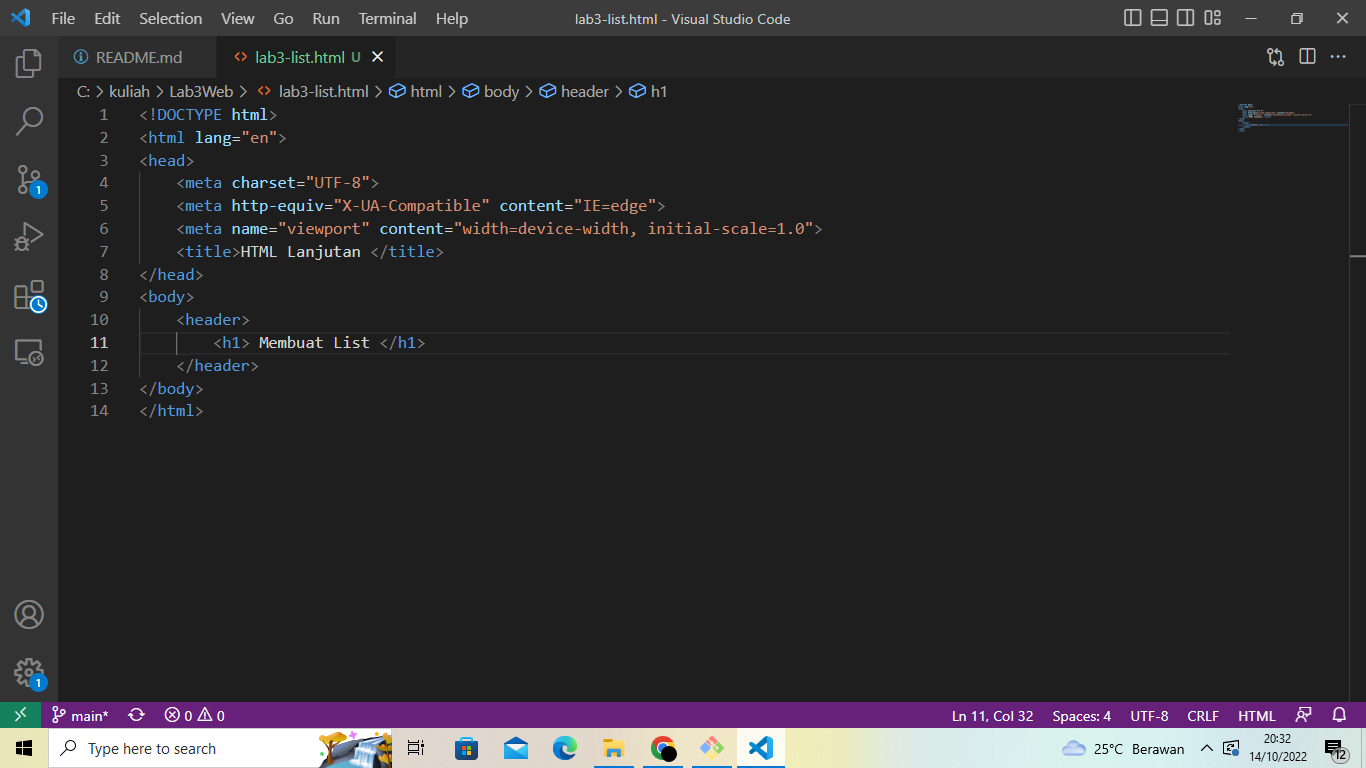 File Edit Selection View Go Run Terminal Help lab3-list.html - Visual Studio Code
README.md lab3-list.html U
C: > kuliah > Lab3Web > lab3-list.html > html > body > header > h1
1 <!DOCTYPE html>
2 <html lang="en">
3 <head>
4 <meta charset="UTF-8">
5 <meta http-equiv="X-UA-Compatible" content="IE=edge">
6 <meta name="viewport" content="width=device-width, initial-scale=1.0">
7 <title>HTML Lanjutan </title>
8 </head>
9 <body>
10 <header>
11 <h1> Membuat List </h1>
12 </header>
13 </body>
14 </html>
1
1
main* 0 0 Ln 11, Col 32 Spaces: 4 UTF-8 CRLF HTML
Type here to search 25°C Berawan 20:32
14/10/2022 12